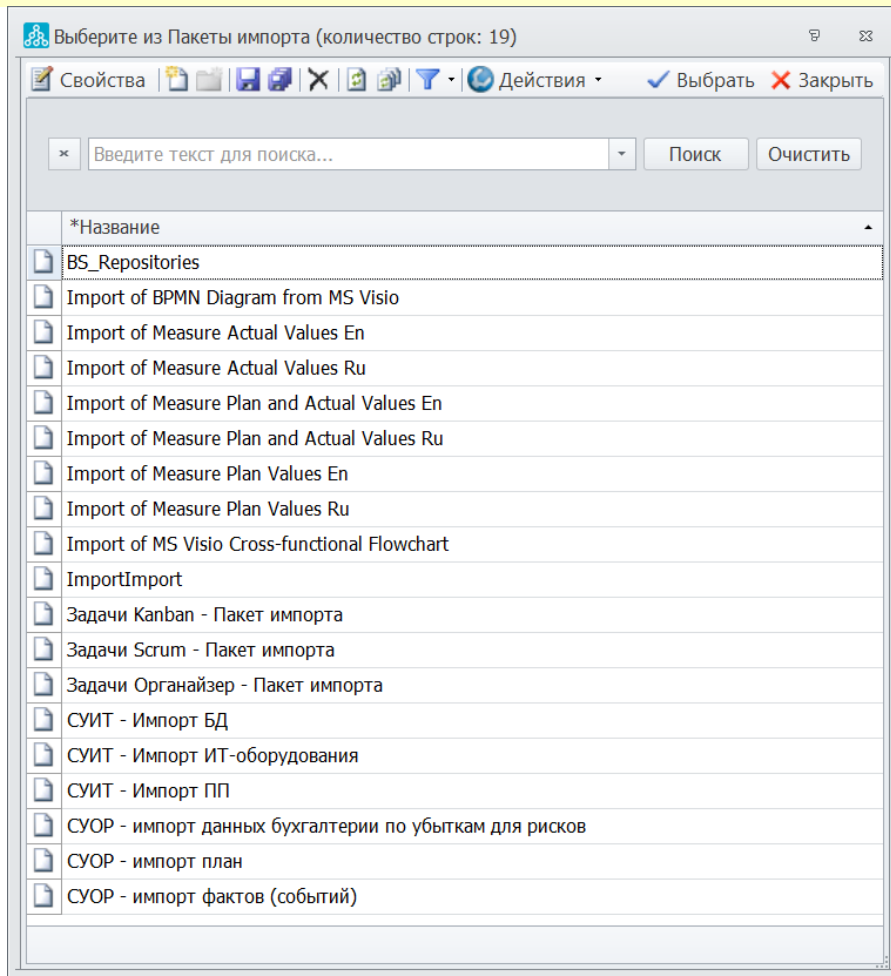 Выберите из Пакеты импорта (количество строк: 19)
Свойства Действия Выбрать Закрыть
Введите текст для поиска... Поиск Очистить
*Название
BS_Repositories
Import of BPMN Diagram from MS Visio
Import of Measure Actual Values En
Import of Measure Actual Values Ru
Import of Measure Plan and Actual Values En
Import of Measure Plan and Actual Values Ru
Import of Measure Plan Values En
Import of Measure Plan Values Ru
Import of MS Visio Cross-functional Flowchart
ImportImport
Задачи Kanban - Пакет импорта
Задачи Scrum - Пакет импорта
Задачи Органайзер - Пакет импорта
СУИТ - Импорт БД
СУИТ - Импорт ИТ-оборудования
СУИТ - Импорт ПП
СУОР - импорт данных бухгалтерии по убыткам для рисков
СУОР - импорт план
СУОР - импорт фактов (событий)